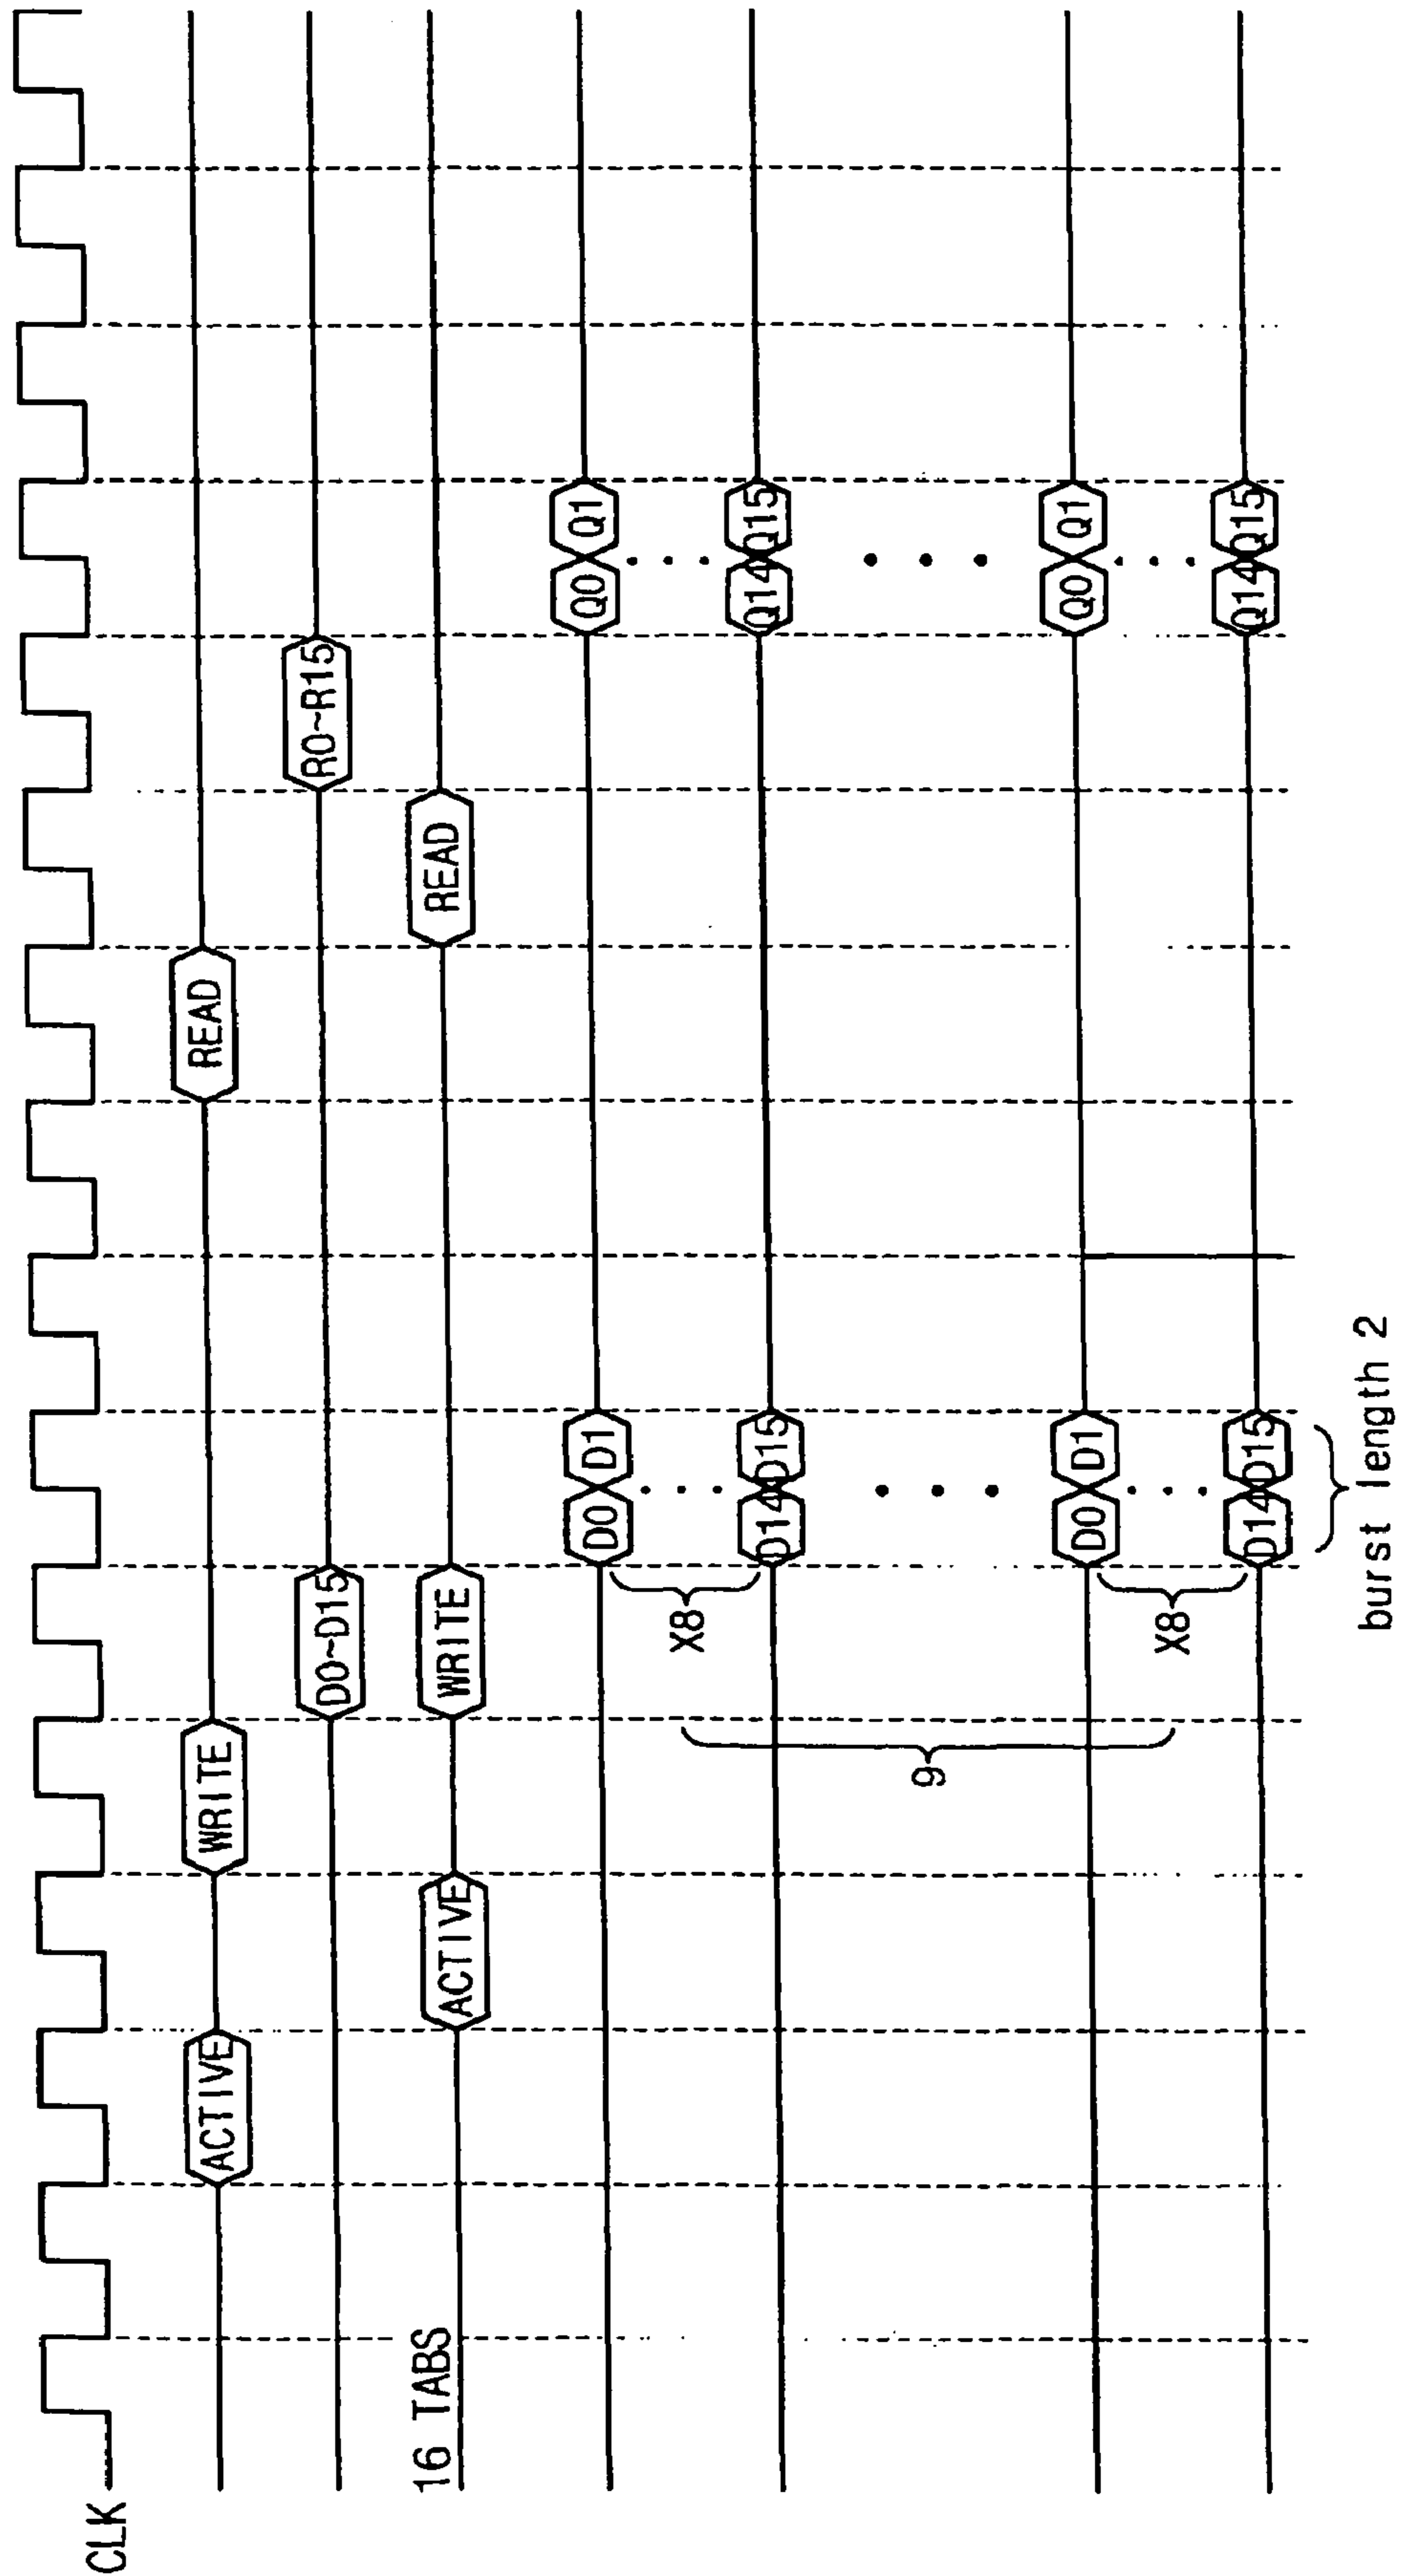 CLK
ACTIVE WRITE READ
D0~D15 R0~R15
16 TABS ACTIVE WRITE READ
D0 D1 Q0 Q1
X8
D14 D15 Q14 Q15
9
D0 D1 Q0 Q1
X8
D14 D15 Q14 Q15
burst length 2